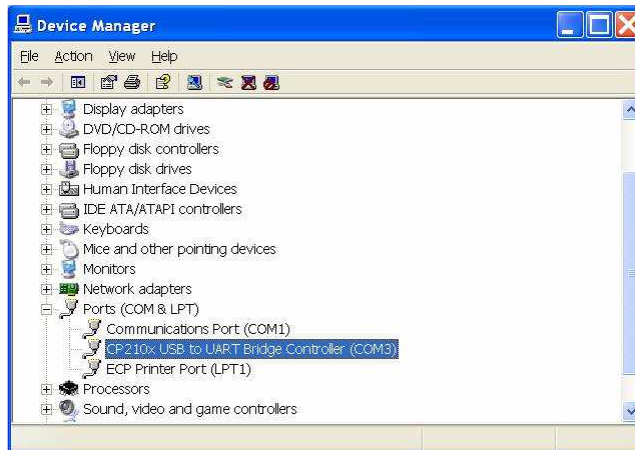 Device Manager
File Action View Help
Display adapters
DVD/CD-ROM drives
Floppy disk controllers
Floppy disk drives
Human Interface Devices
IDE ATA/ATAPI controllers
Keyboards
Mice and other pointing devices
Monitors
Network adapters
Ports (COM & LPT)
Communications Port (COM1)
CP210x USB to UART Bridge Controller (COM3)
ECP Printer Port (LPT1)
Processors
Sound, video and game controllers